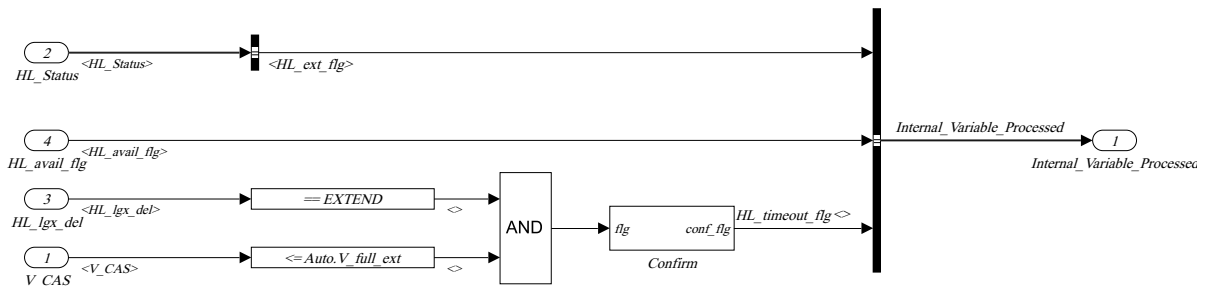 2
HL_Status
<HL_Status>
<HL_ext_flg>
4
HL_avail_flg
<HL_avail_flg>
Internal_Variable_Processed
1
Internal_Variable_Processed
3
HL_lgx_del
<HL_lgx_del>
== EXTEND
<>
AND
flg
conf_flg
Confirm
HL_timeout_flg <>
1
V_CAS
<V_CAS>
<= Auto.V_full_ext
<>